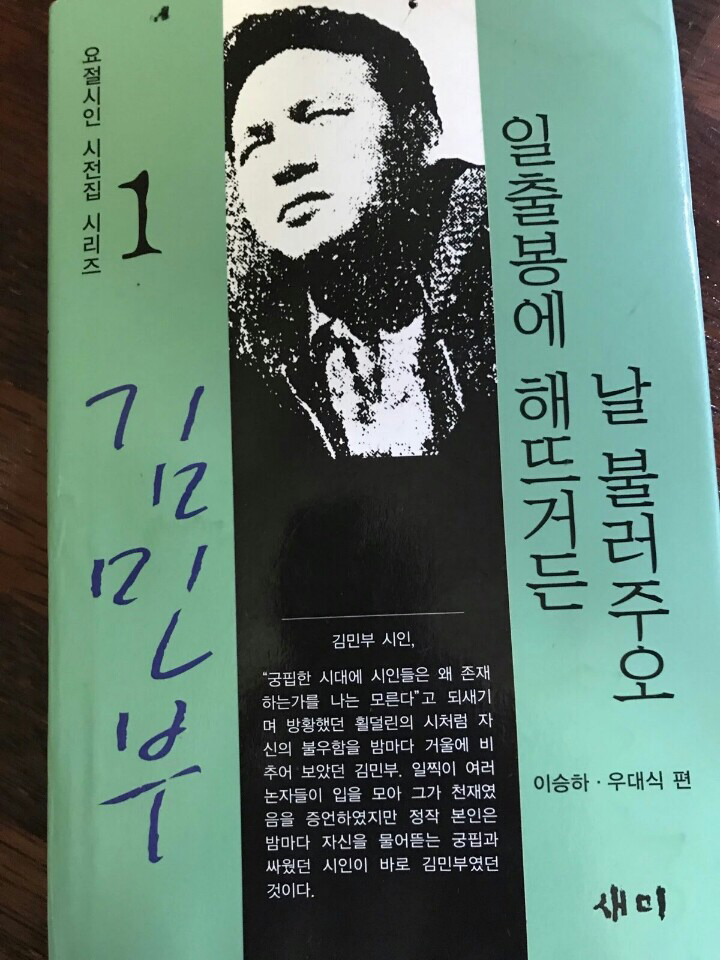 요절시인 시전집 시리즈
1
김민부
일출봉에 해뜨거든
날 불러주오
김민부 시인,
“궁핍한 시대에 시인들은 왜 존재
하는가를 나는 모른다”고 되새기
며 방황했던 횔덜린의 시처럼 자
신의 불우함을 밤마다 거울에 비
추어 보았던 김민부. 일찍이 여러
논자들이 입을 모아 그가 천재였
음을 증언하였지만 정작 본인은
밤마다 자신을 물어뜯는 궁핍과
싸웠던 시인이 바로 김민부였던
것이다.
이승하·우대식 편
새미